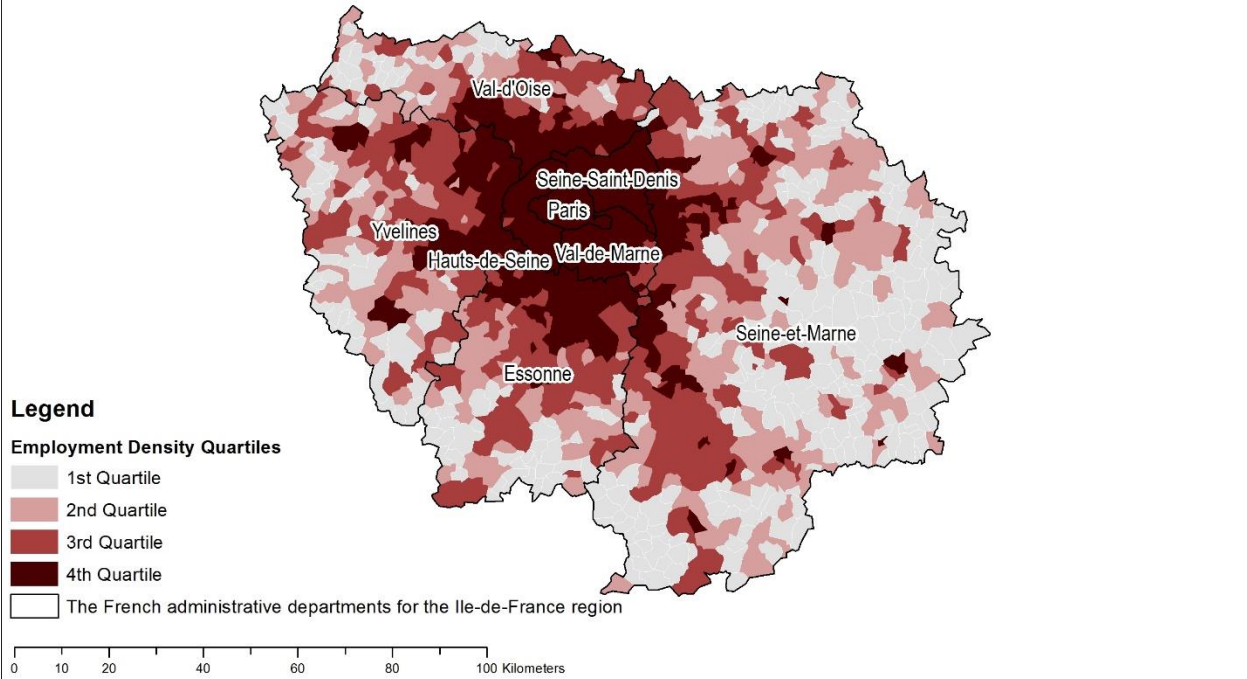 Val-d'Oise
Seine-Saint-Denis
Paris
Yvelines
Hauts-de-Seine
Val-de-Marne
Seine-et-Marne
Essonne
Legend
Employment Density Quartiles
1st Quartile
2nd Quartile
3rd Quartile
4th Quartile
The French administrative departments for the Ile-de-France region
0 10 20 40 60 80 100 Kilometers